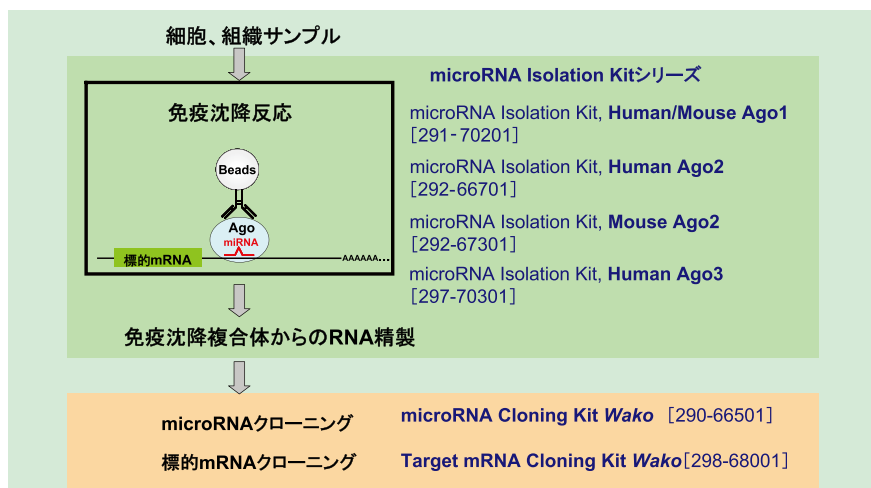 細胞、組織サンプル
microRNA Isolation Kitシリーズ
免疫沈降反応
Beads
Ago
miRNA
標的mRNA
AAAAAA...
microRNA Isolation Kit, Human/Mouse Ago1
[291-70201]
microRNA Isolation Kit, Human Ago2
[292-66701]
microRNA Isolation Kit, Mouse Ago2
[292-67301]
microRNA Isolation Kit, Human Ago3
[297-70301]
免疫沈降複合体からのRNA精製
microRNAクローニング
microRNA Cloning Kit Wako [290-66501]
標的mRNAクローニング
Target mRNA Cloning Kit Wako[298-68001]